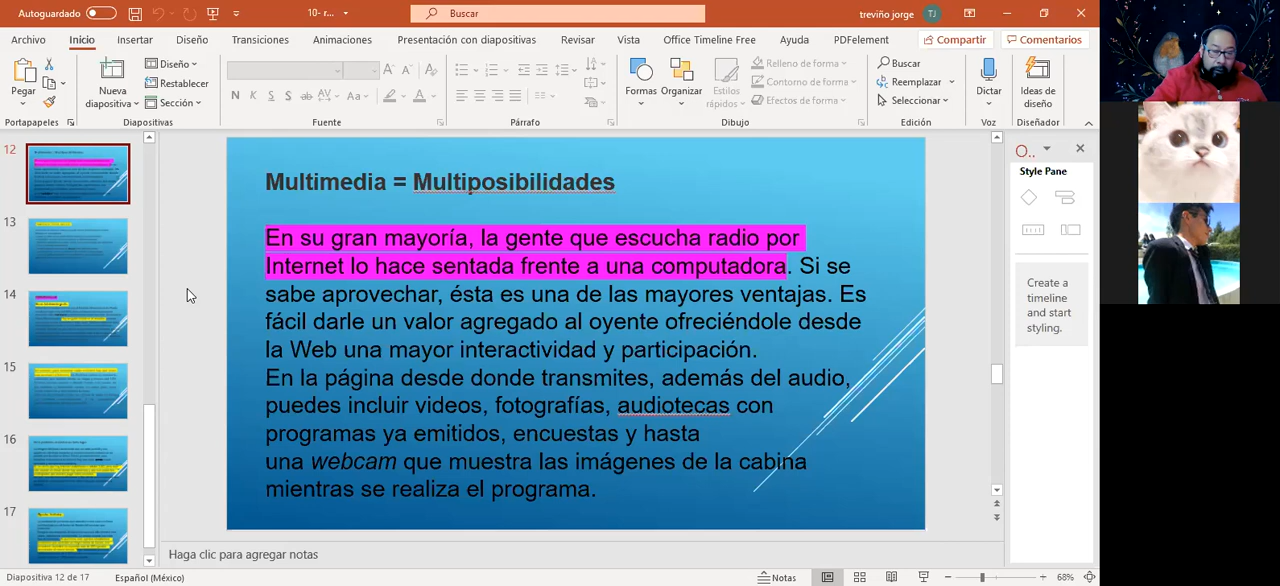 Autoguardado
10- r...
Buscar
treviño jorge
TJ
Archivo
Inicio
Insertar
Diseño
Transiciones
Animaciones
Presentación con diapositivas
Revisar
Vista
Office Timeline Free
Ayuda
PDFelement
Compartir
Comentarios
Pegar
Nueva
diapositiva
Diseño
Restablecer
Sección
N K S S ab AV Aa A
Formas
Organizar
Estilos
rápidos
Relleno de forma
Contorno de forma
Efectos de forma
Buscar
Reemplazar
Seleccionar
Dictar
Ideas de
diseño
Portapapeles
Diapositivas
Fuente
Párrafo
Dibujo
Edición
Voz
Diseñador
12
13
14
15
16
17
Multimedia = Multiposibilidades
En su gran mayoría, la gente que escucha radio por
Internet lo hace sentada frente a una computadora. Si se
sabe aprovechar, ésta es una de las mayores ventajas. Es
fácil darle un valor agregado al oyente ofreciéndole desde
la Web una mayor interactividad y participación.
En la página desde donde transmites, además del audio,
puedes incluir videos, fotografías, audiotecas con
programas ya emitidos, encuestas y hasta
una webcam que muestra las imágenes de la cabina
mientras se realiza el programa.
O...
Style Pane
Create a
timeline and
start
styling.
Haga clic para agregar notas
Diapositiva 12 de 17
Español (México)
Notas
68%